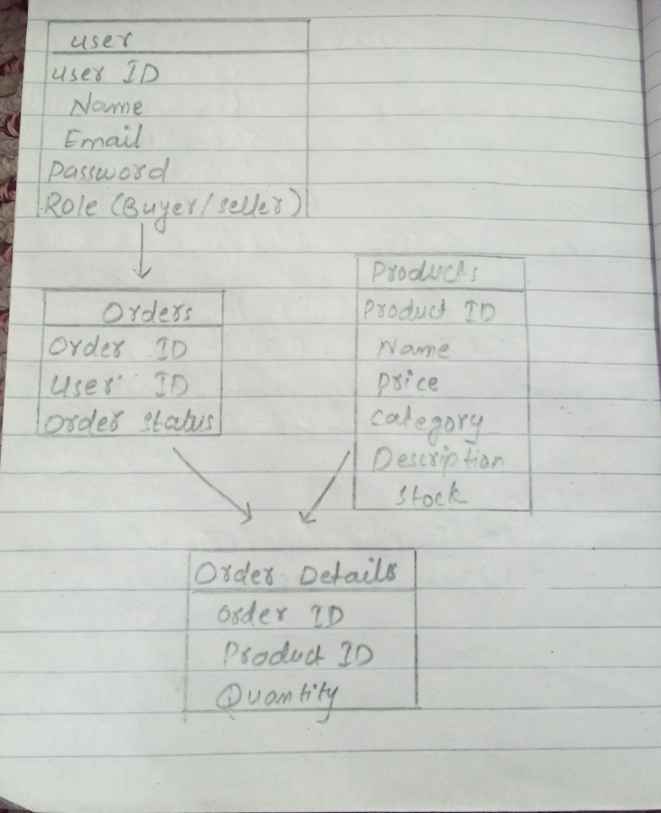 user
user ID
Name
Email
Password
Role (Buyer/seller)
Orders
Order ID
User ID
Order Status
Products
Product ID
Name
Price
Category
Description
Stock
Order Details
Order ID
Product ID
Quantity